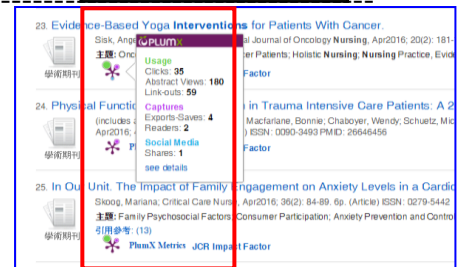 23. Evidence-Based Yoga Interventions for Patients With Cancer.
Sisk, Ange al Journal of Oncology Nursing, Apr2016; 20(2): 181-
主題: Onc er Patients; Holistic Nursing; Nursing Practice, Evid
PLUMX
Usage
Clicks: 35
Abstract Views: 180
Link-outs: 59
Captures
Exports-Saves: 4
Readers: 2
Social Media
Shares: 1
see details
Factor
學術期刊
24. Physical Functio in Trauma Intensive Care Patients: A 2
(includes a Macfarlane, Bonnie; Chaboyer, Wendy; Schuetz, Mic
Apr2016; ) ISSN: 0090-3493 PMID: 26646456
Pl Factor
學術期刊
25. In Our Unit. The Impact of Family Engagement on Anxiety Levels in a Cardio
Skoog, Mariana; Critical Care Nurse, Apr2016; 36(2): 84-89. 6p. (Article) ISSN: 0279-5442
主題: Family Psychosocial Factors; Consumer Participation; Anxiety Prevention and Contro
引用參考: (13)
學術期刊
PlumX Metrics JCR Impact Factor